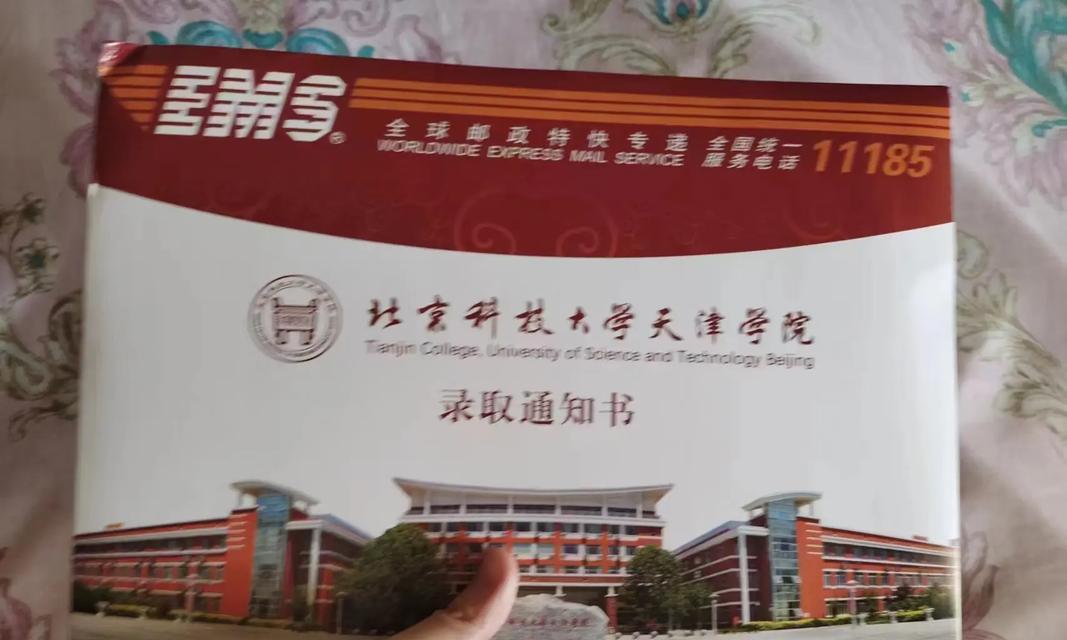 EMS®
全球邮政特快专递 全国统一
WORLDWIDE EXPRESS MAIL SERVICE 服务电话 11185
北京科技大学天津学院
Tianjin College, University of Science and Technology Beijing
录取通知书